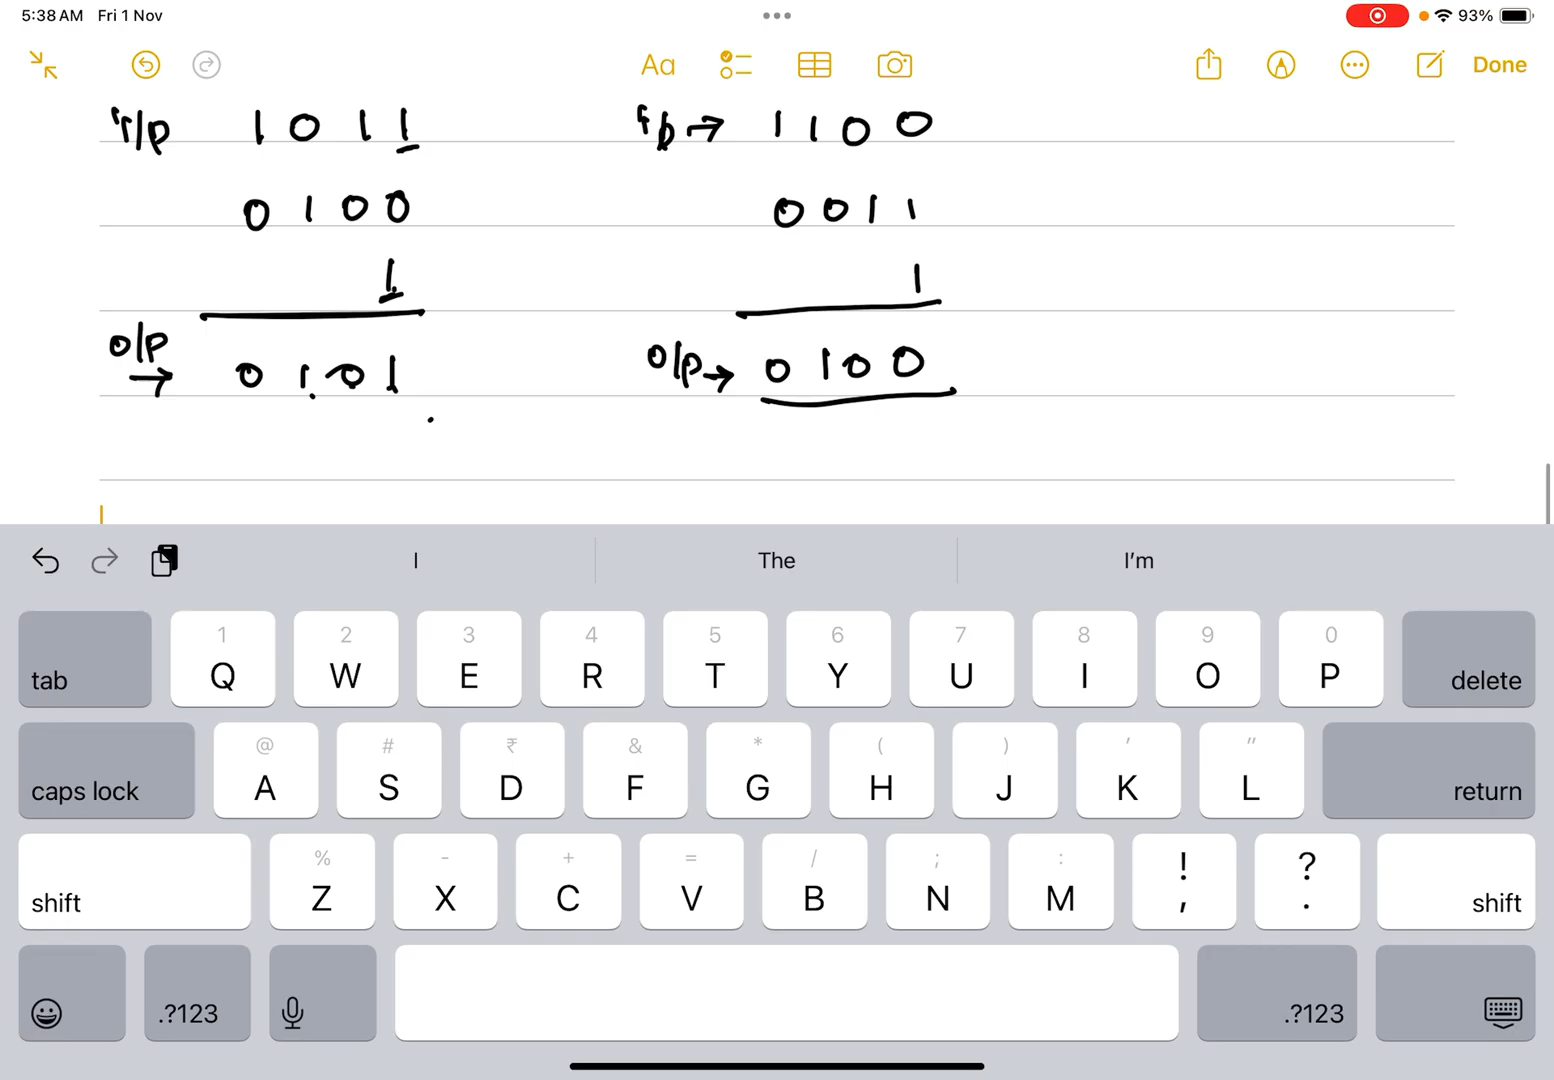 5:38 AM Fri 1 Nov 93%
Aa Done
I/p 1 0 1 1 I/p → 1 1 0 0
0 1 0 0 0 0 1 1
1 1
o/p → 0 1 0 1 o/p → 0 1 0 0
I The I'm
tab 1 Q 2 W 3 E 4 R 5 T 6 Y 7 U 8 I 9 O 0 P delete
caps lock @ A # S ₹ D & F * G ( H ) J ' K " L return
shift % Z - X + C = V / B ; N : M ! , ? . shift
.?123 .?123